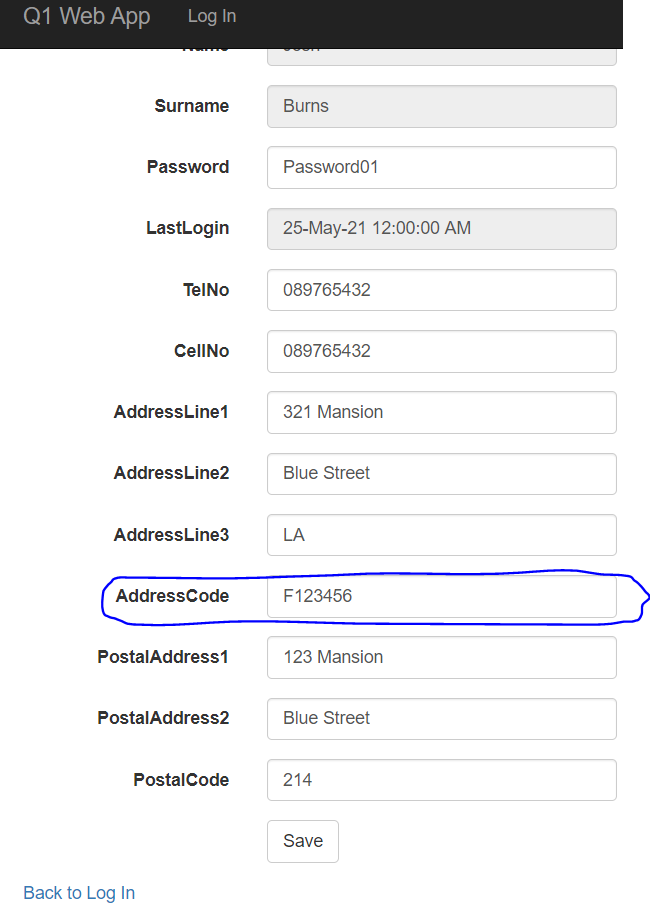 Q1 Web App Log In
Surname Burns
Password Password01
LastLogin 25-May-21 12:00:00 AM
TelNo 089765432
CellNo 089765432
AddressLine1 321 Mansion
AddressLine2 Blue Street
AddressLine3 LA
AddressCode F123456
PostalAddress1 123 Mansion
PostalAddress2 Blue Street
PostalCode 214
Save
Back to Log In